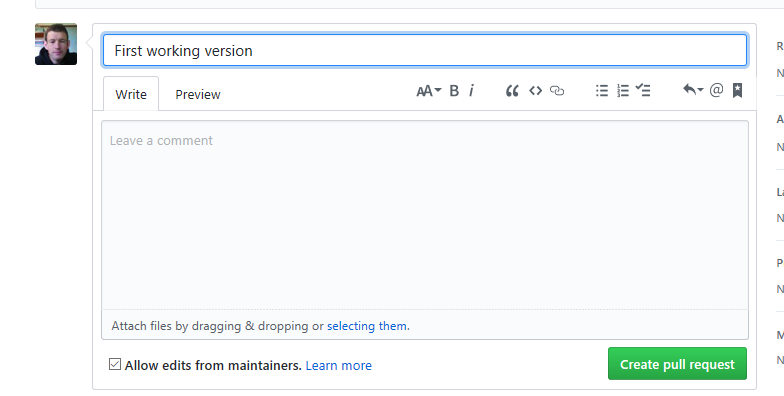 First working version
Write Preview AA B i
Leave a comment
Attach files by dragging & dropping or selecting them.
Allow edits from maintainers. Learn more
Create pull request